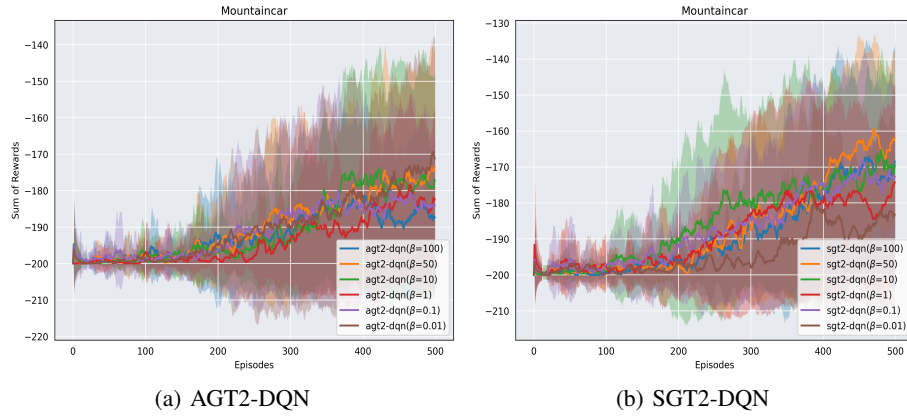 Mountaincar
−140
−150
−160
−170
−180
−190
−200
−210
−220
Sum of Rewards
0 100 200 300 400 500
Episodes
agt2-dqn(β=100)
agt2-dqn(β=50)
agt2-dqn(β=10)
agt2-dqn(β=1)
agt2-dqn(β=0.1)
agt2-dqn(β=0.01)
(a) AGT2-DQN
Mountaincar
−130
−140
−150
−160
−170
−180
−190
−200
−210
Sum of Rewards
0 100 200 300 400 500
Episodes
sgt2-dqn(β=100)
sgt2-dqn(β=50)
sgt2-dqn(β=10)
sgt2-dqn(β=1)
sgt2-dqn(β=0.1)
sgt2-dqn(β=0.01)
(b) SGT2-DQN